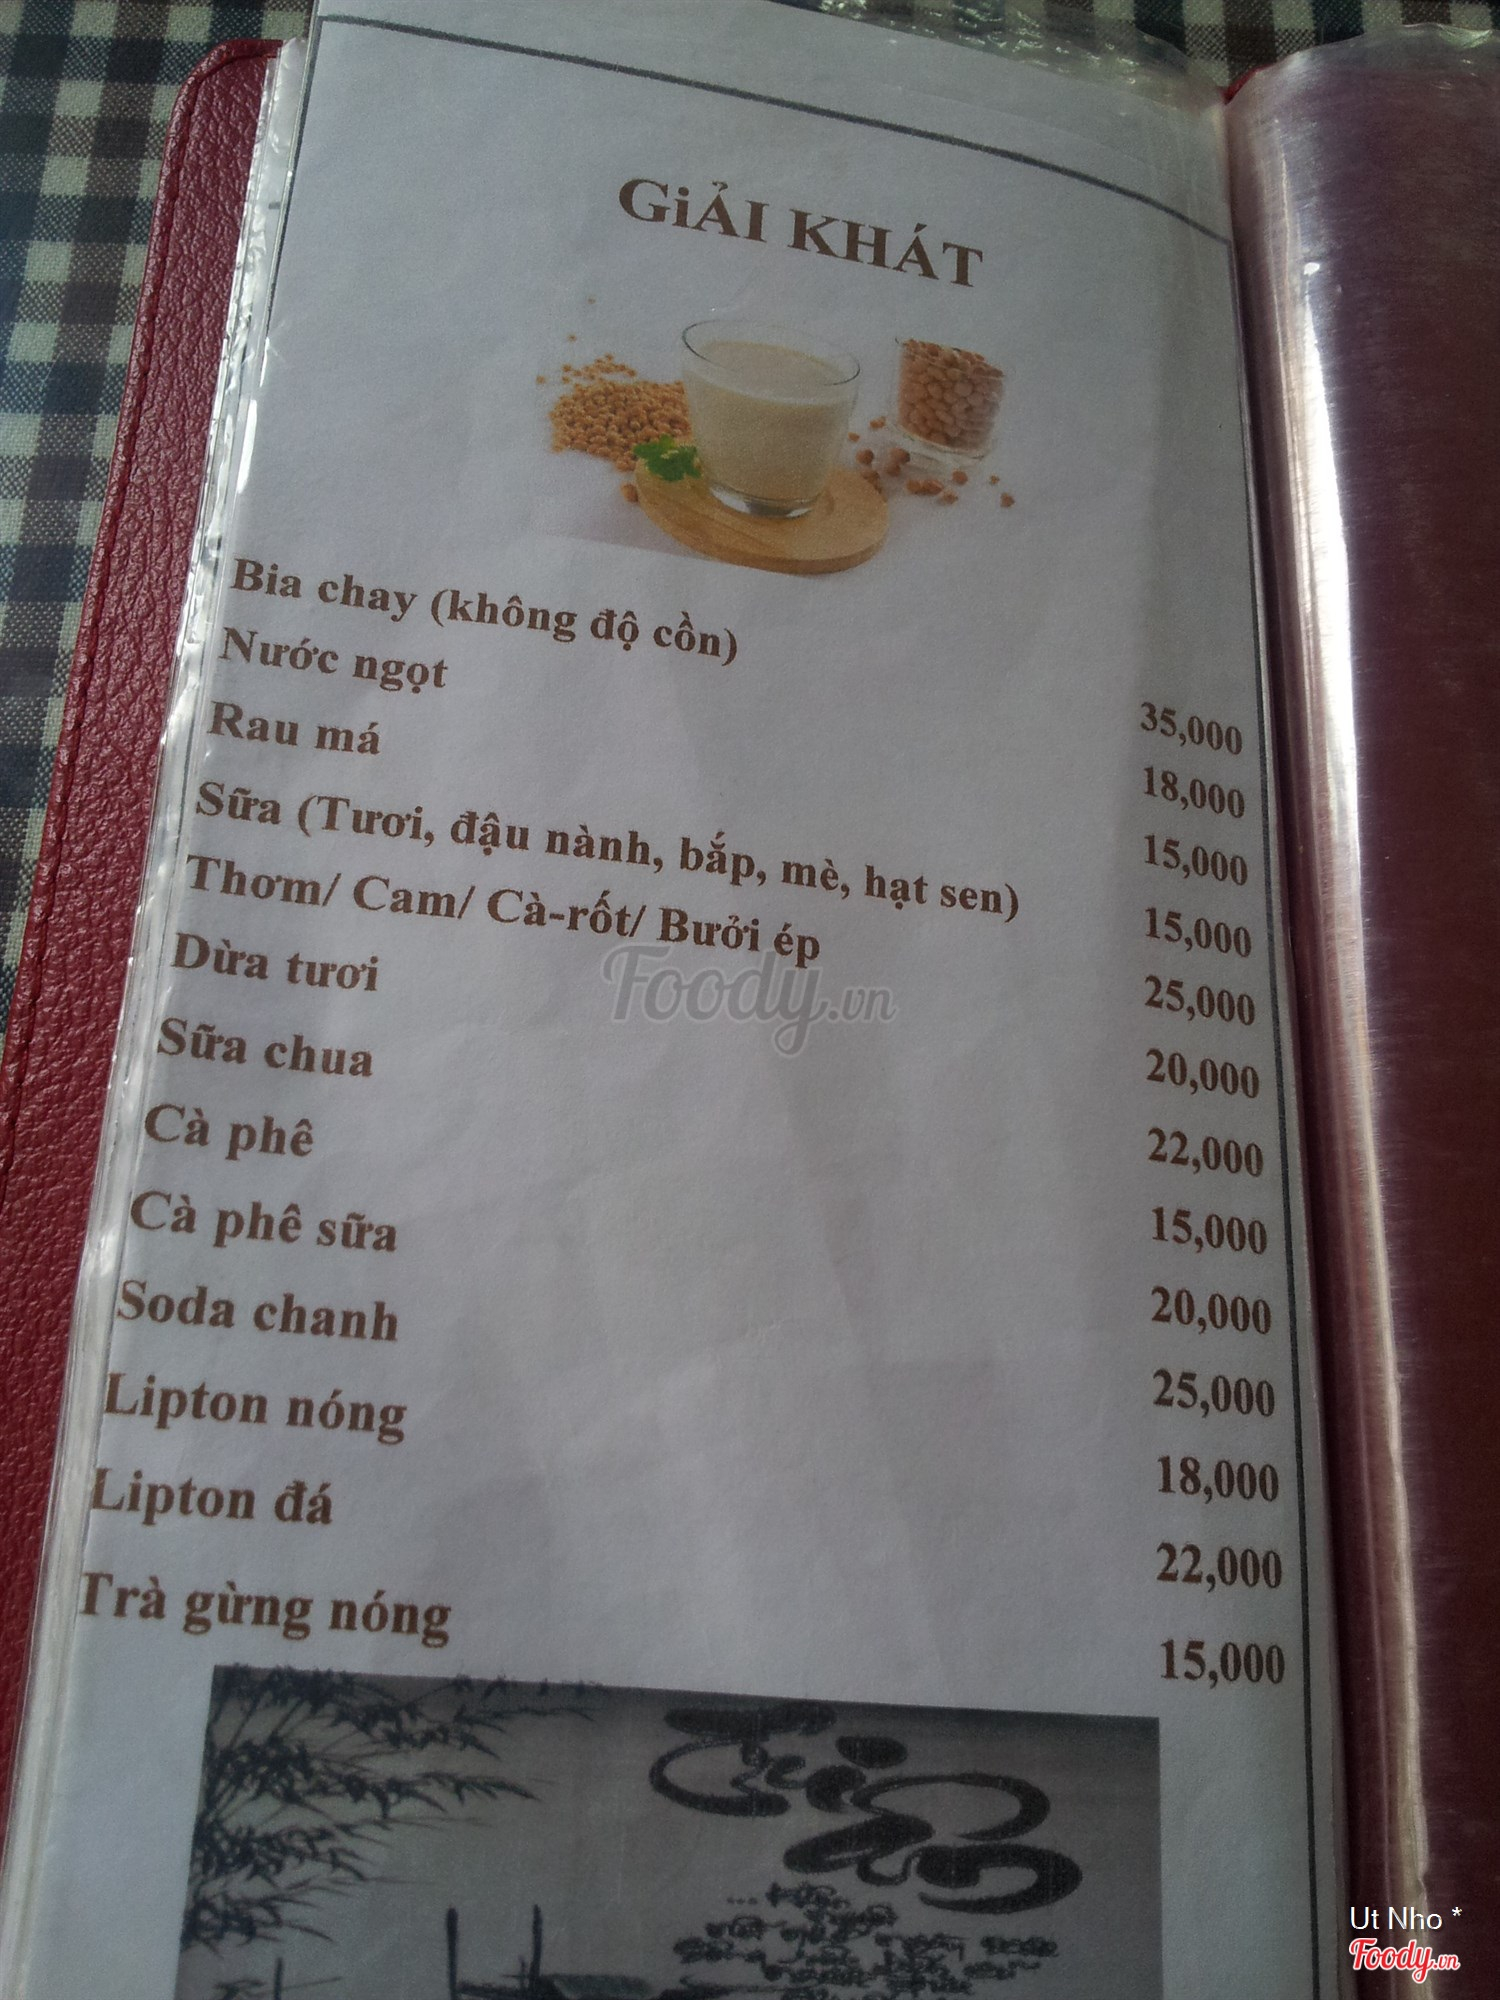 GiẢI KHÁT
Bia chay (không độ cồn) 35,000
Nước ngọt 18,000
Rau má 15,000
Sữa (Tươi, đậu nành, bắp, mè, hạt sen) 15,000
Thơm/ Cam/ Cà-rốt/ Bưởi ép 25,000
Dừa tươi 20,000
Sữa chua 22,000
Cà phê 15,000
Cà phê sữa 20,000
Soda chanh 25,000
Lipton nóng 18,000
Lipton đá 22,000
Trà gừng nóng 15,000
Foody.vn
Ut Nho *
Foody.vn